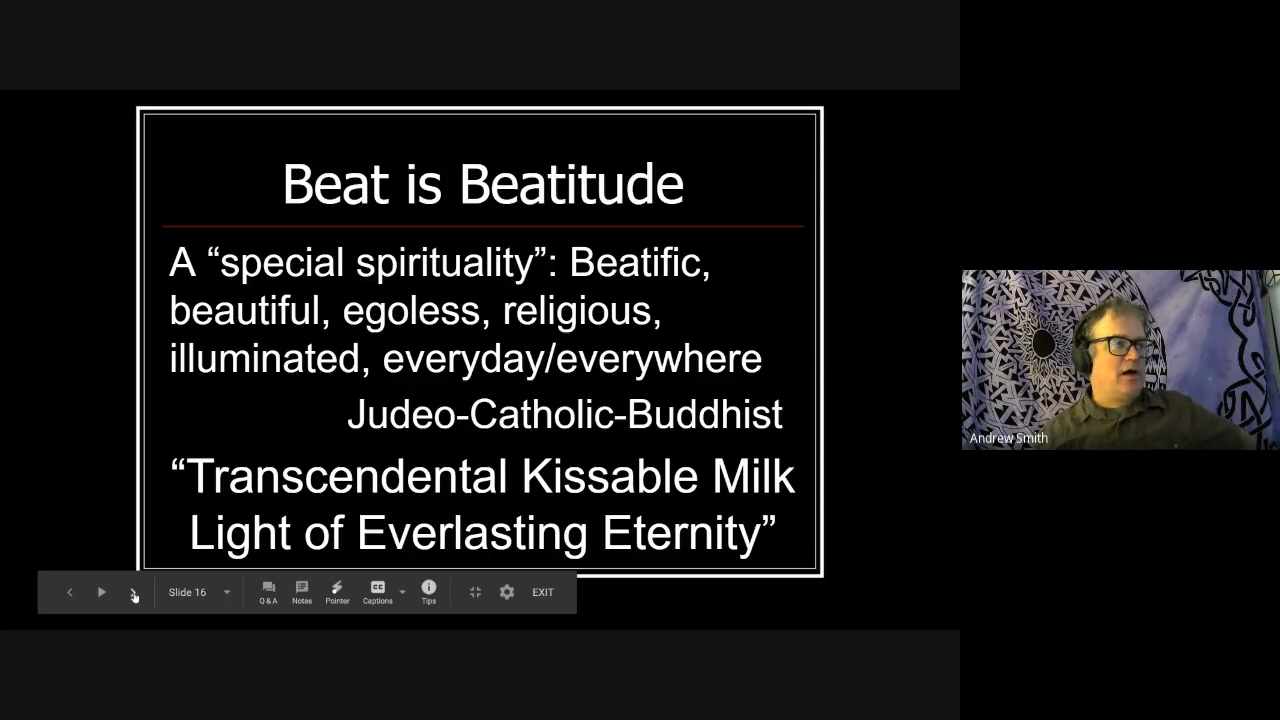 Beat is Beatitude
A “special spirituality”: Beatific,
beautiful, egoless, religious,
illuminated, everyday/everywhere
Judeo-Catholic-Buddhist
“Transcendental Kissable Milk
Light of Everlasting Eternity”
Slide 16
Q & A
Notes
Pointer
CC
Captions
Tips
EXIT
Andrew Smith